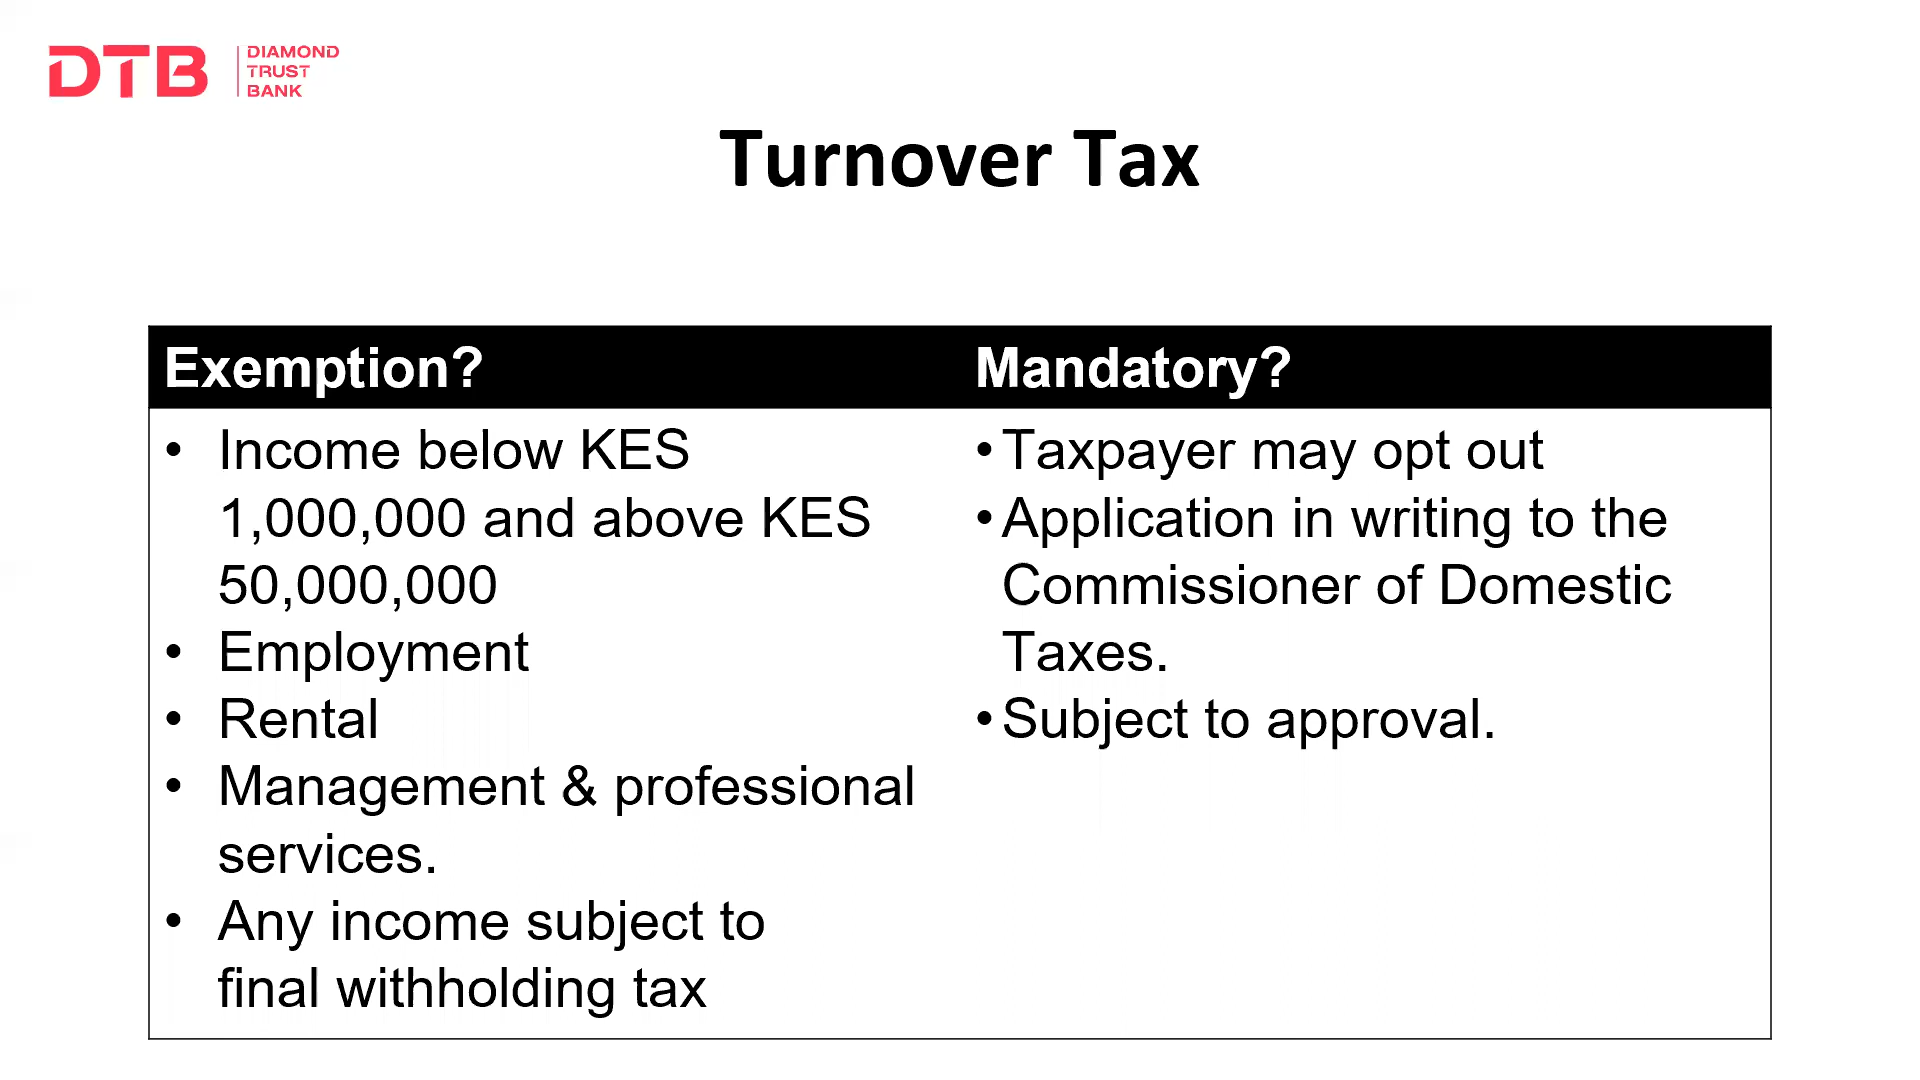 DTB
DIAMOND
TRUST
BANK
Turnover Tax
Exemption?
• Income below KES
1,000,000 and above KES
50,000,000
• Employment
• Rental
• Management & professional
services.
• Any income subject to
final withholding tax
Mandatory?
• Taxpayer may opt out
• Application in writing to the
Commissioner of Domestic
Taxes.
• Subject to approval.